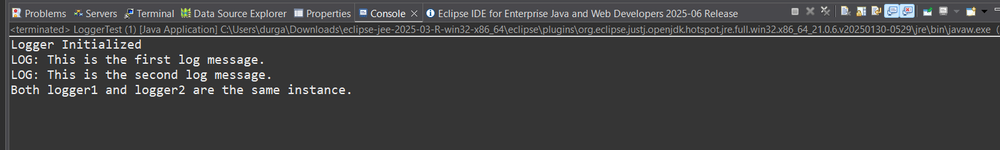 Problems Servers Terminal Data Source Explorer Properties Console Eclipse IDE for Enterprise Java and Web Developers 2025-06 Release
<terminated> LoggerTest (1) [Java Application] C:\Users\durga\Downloads\eclipse-jee-2025-03-R-win32-x86_64\eclipse\plugins\org.eclipse.justj.openjdk.hotspot.jre.full.win32.x86_64_21.0.6.v20250130-0529\jre\bin\javaw.exe (
Logger Initialized
LOG: This is the first log message.
LOG: This is the second log message.
Both logger1 and logger2 are the same instance.